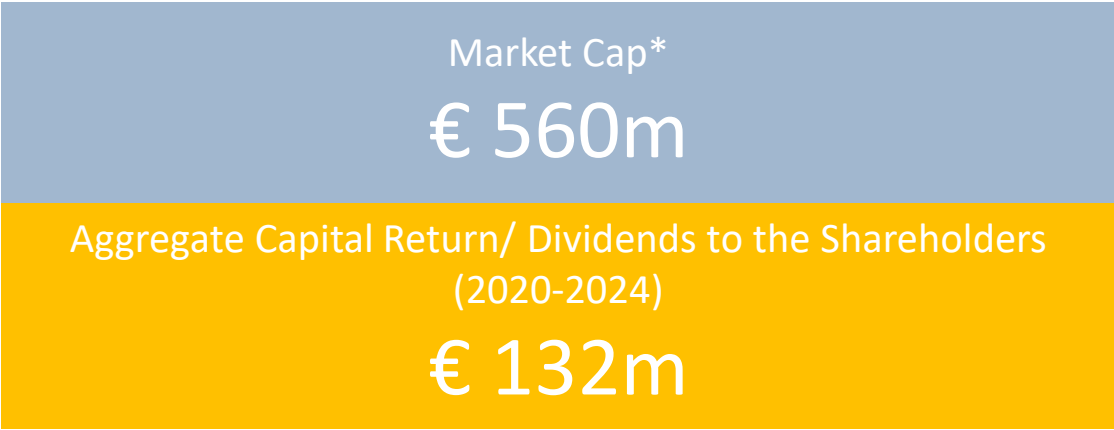 Market Cap*
€ 560m
Aggregate Capital Return/ Dividends to the Shareholders
(2020-2024)
€ 132m